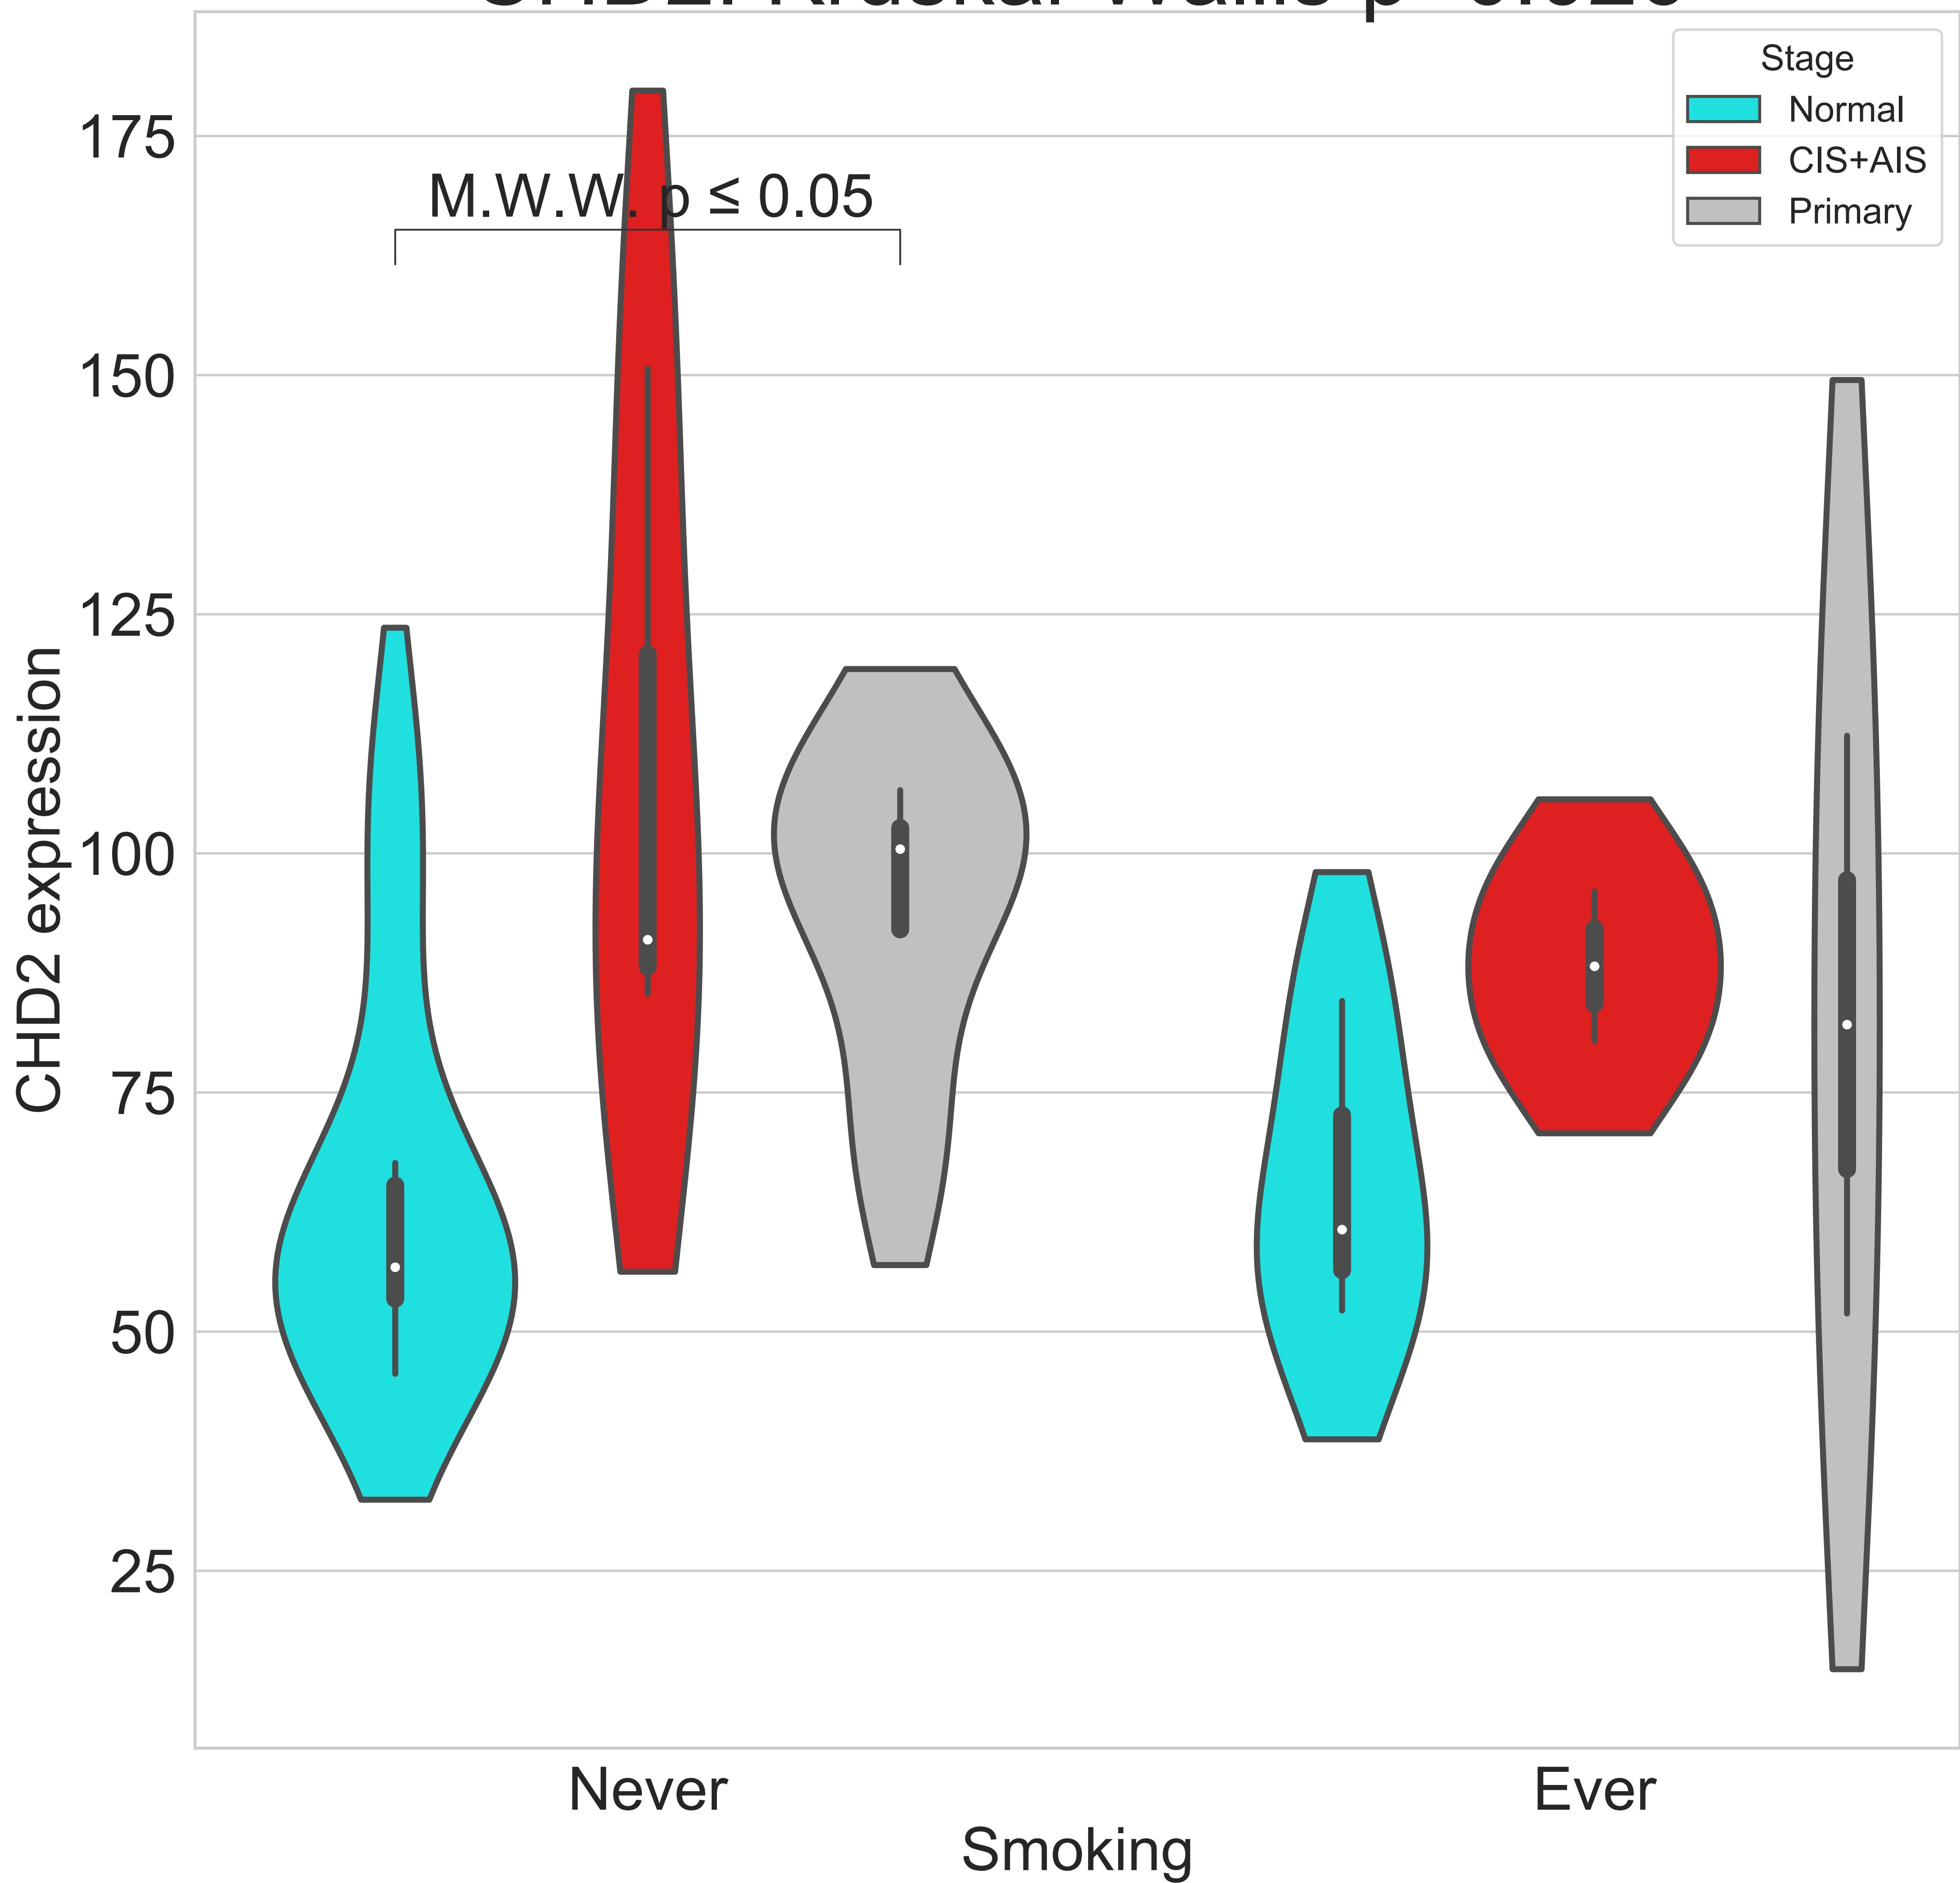 Stage
Normal
CIS+AIS
Primary
M.W.W. p ≤ 0.05
175
150
125
100
75
50
25
CHD2 expression
Never
Ever
Smoking